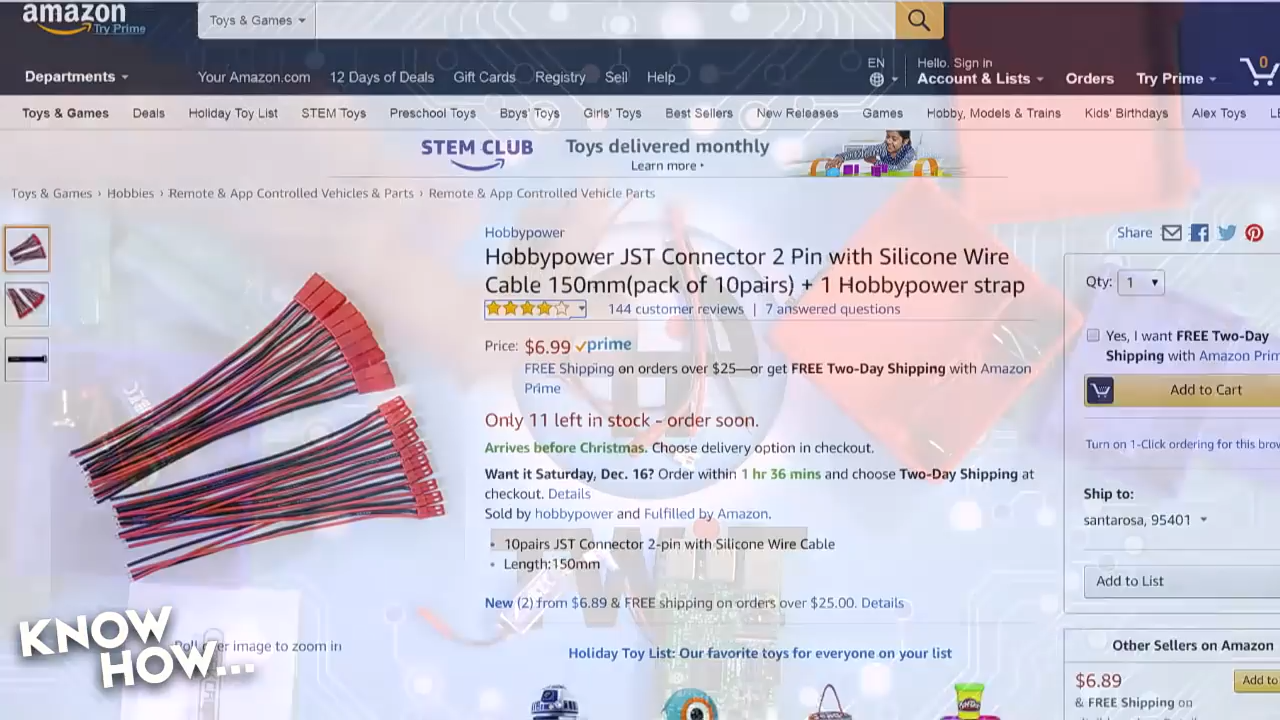 amazon
Try Prime
Toys & Games
Departments
Your Amazon.com 12 Days of Deals Gift Cards Registry Sell Help
EN
Hello. Sign in
Account & Lists
Orders
Try Prime
0
Toys & Games Deals Holiday Toy List STEM Toys Preschool Toys Boys' Toys Girls' Toys Best Sellers New Releases Games Hobby, Models & Trains Kids' Birthdays Alex Toys
STEM CLUB Toys delivered monthly
Learn more
Toys & Games › Hobbies › Remote & App Controlled Vehicles & Parts › Remote & App Controlled Vehicle Parts
Share
Hobbypower
Hobbypower JST Connector 2 Pin with Silicone Wire
Cable 150mm(pack of 10pairs) + 1 Hobbypower strap
144 customer reviews | 7 answered questions
Price: $6.99 prime
FREE Shipping on orders over $25—or get FREE Two-Day Shipping with Amazon
Prime
Only 11 left in stock - order soon.
Arrives before Christmas. Choose delivery option in checkout.
Want it Saturday, Dec. 16? Order within 1 hr 36 mins and choose Two-Day Shipping at
checkout. Details
Sold by hobbypower and Fulfilled by Amazon.
• 10pairs JST Connector 2-pin with Silicone Wire Cable
• Length:150mm
New (2) from $6.89 & FREE shipping on orders over $25.00. Details
Holiday Toy List: Our favorite toys for everyone on your list
Qty: 1
Yes, I want FREE Two-Day
Shipping with Amazon Prim
Add to Cart
Turn on 1-Click ordering for this brow
Ship to:
santarosa, 95401
Add to List
Other Sellers on Amazon
$6.89
Add to
& FREE Shipping on
image to zoom in
KNOW
HOW...